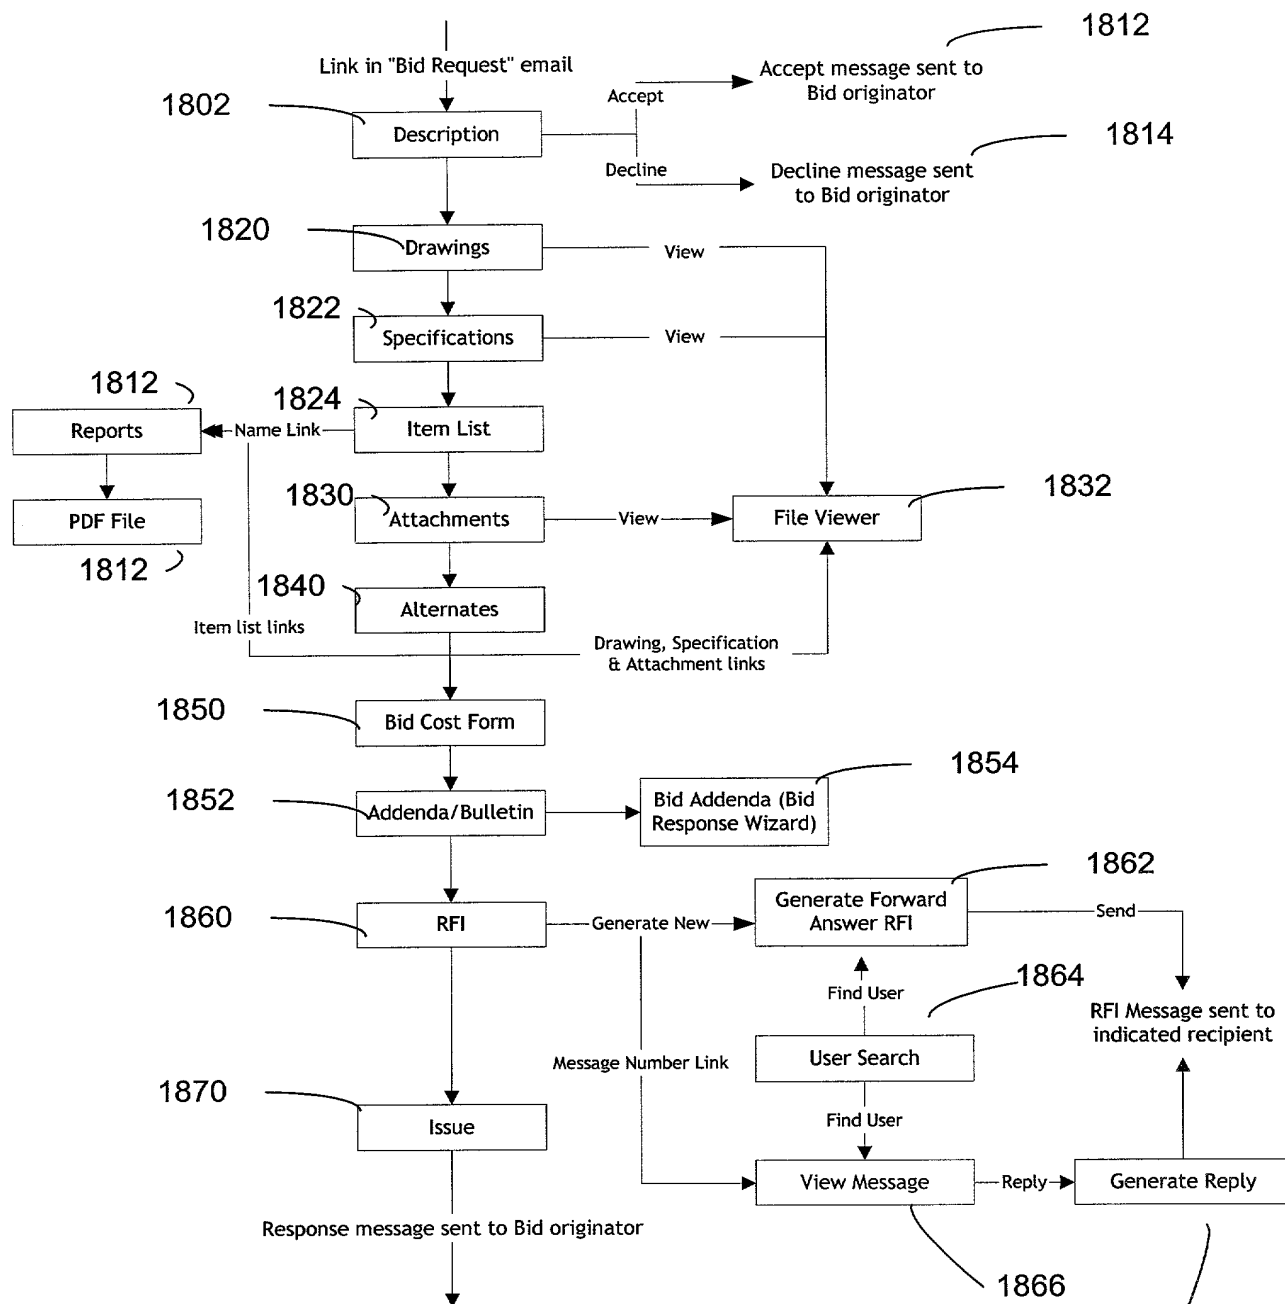 1812
Link in "Bid Request" email
Accept message sent to
Bid originator
Accept
1802
Description
1814
Decline
Decline message sent
to Bid originator
1820
Drawings
View
1822
Specifications
View
1812
1824
Reports
Name Link
Item List
1830
1832
PDF File
Attachments
View
File Viewer
1812
1840
Alternates
Item list links
Drawing, Specification
& Attachment links
1850
Bid Cost Form
1854
1852
Addenda/Bulletin
Bid Addenda (Bid
Response Wizard)
1862
1860
RFI
Generate New
Generate Forward
Answer RFI
Send
1864
Find User
RFI Message sent to
indicated recipient
User Search
Message Number Link
1870
Issue
Find User
View Message
Reply
Generate Reply
Response message sent to Bid originator
1866